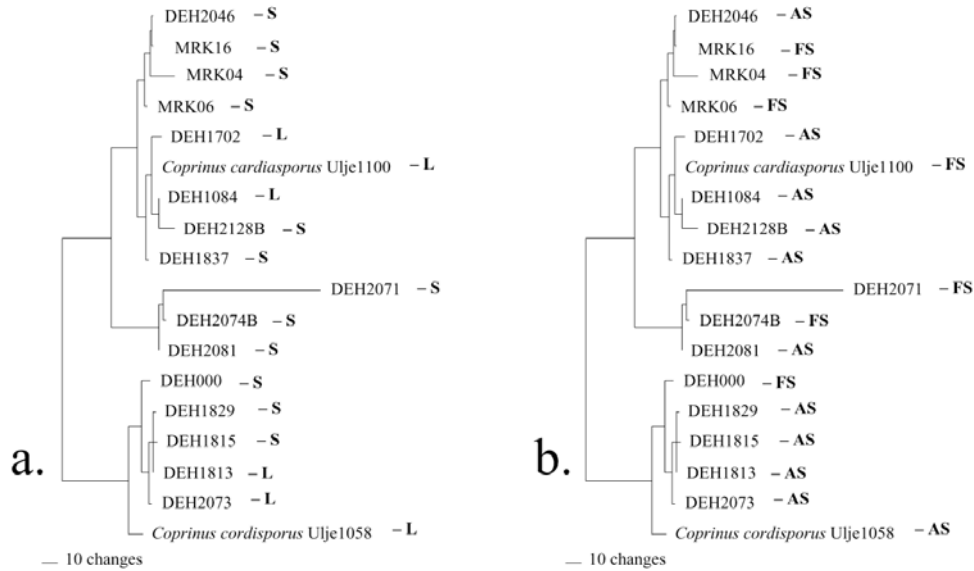 DEH2046 – S
MRK16 – S
MRK04 – S
MRK06 – S
DEH1702 – L
Coprinus cardiasporus Ulje1100 – L
DEH1084 – L
DEH2128B – S
DEH1837 – S
DEH2071 – S
DEH2074B – S
DEH2081 – S
DEH000 – S
DEH1829 – S
DEH1815 – S
DEH1813 – L
DEH2073 – L
Coprinus cordisporus Ulje1058 – L
a.
10 changes
DEH2046 – AS
MRK16 – FS
MRK04 – FS
MRK06 – FS
DEH1702 – AS
Coprinus cardiasporus Ulje1100 – FS
DEH1084 – AS
DEH2128B – AS
DEH1837 – AS
DEH2071 – FS
DEH2074B – FS
DEH2081 – AS
DEH000 – FS
DEH1829 – AS
DEH1815 – AS
DEH1813 – AS
DEH2073 – AS
Coprinus cordisporus Ulje1058 – AS
b.
10 changes